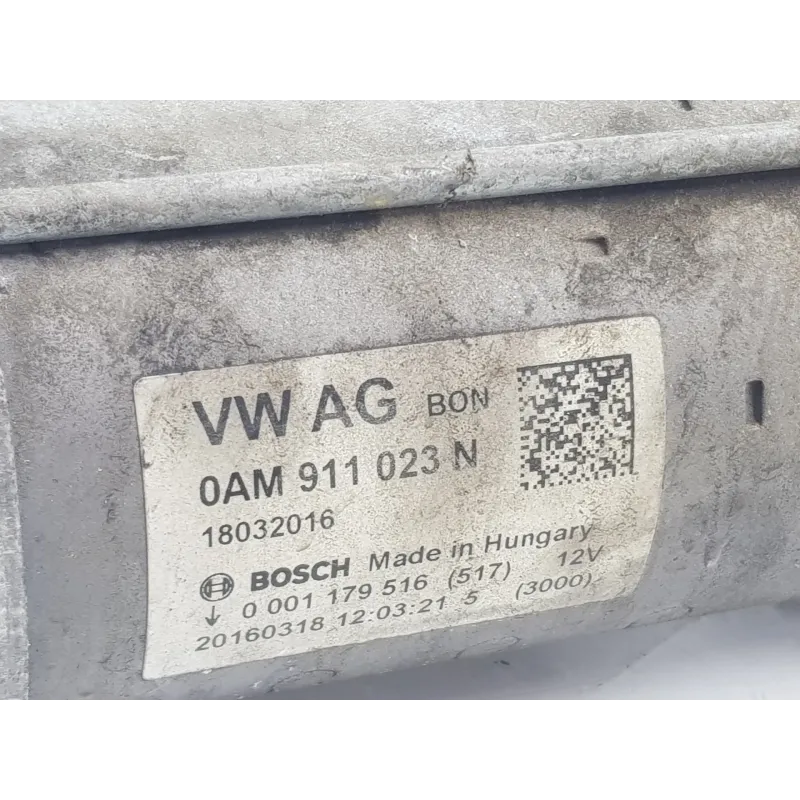 VW AG BON
0AM 911 023 N
18032016
BOSCH Made in Hungary
0 001 179 516 (517) 12V
20160318 12:03:21 5 (3000)